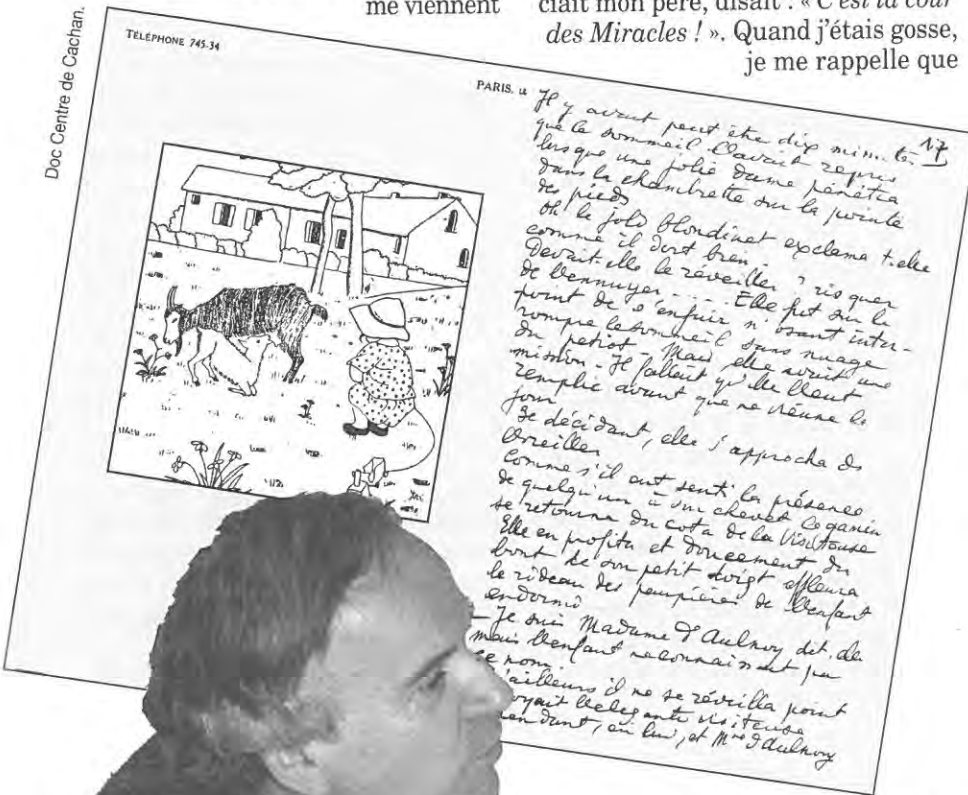 me viennent
ciait mon père, disait : « C'est la cour
des Miracles ! ». Quand j'étais gosse,
je me rappelle que
Doc Centre de Cachan.
TÉLÉPHONE 745-34
PARIS, LE
17
Il y avait peut être dix minutes
que le sommeil l'avait repris
lorsque une jolie dame pénétra
dans la chambrette sur la pointe
des pieds
Oh le joli blondinet exclama t-elle
comme il dort bien.
Devait-elle le réveiller ? risquer
de l'ennuyer.... Elle fut sur le
point de s'enfuir n'osant inter-
rompre le sommeil sans nuage
du petiot. Mais elle avait une
mission. Il fallait qu'elle l'eut
remplie avant que ne vienne le
jour
Se décidant, elle s'approcha de
l'oreiller
Comme s'il eut senti la présence
de quelqu'un à son chevet le gamin
se retourna du coté de la visiteuse
Elle en profita et doucement du
bout de son petit doigt effleura
le rideau des paupières de l'enfant
endormi
— Je suis Madame d'Aulnoy dit-elle
mais l'enfant ne connaissait pas
ce nom.
D'ailleurs il ne se réveilla point
voyait l'élégante visiteuse
en lui, et Mme d'Aulnoy